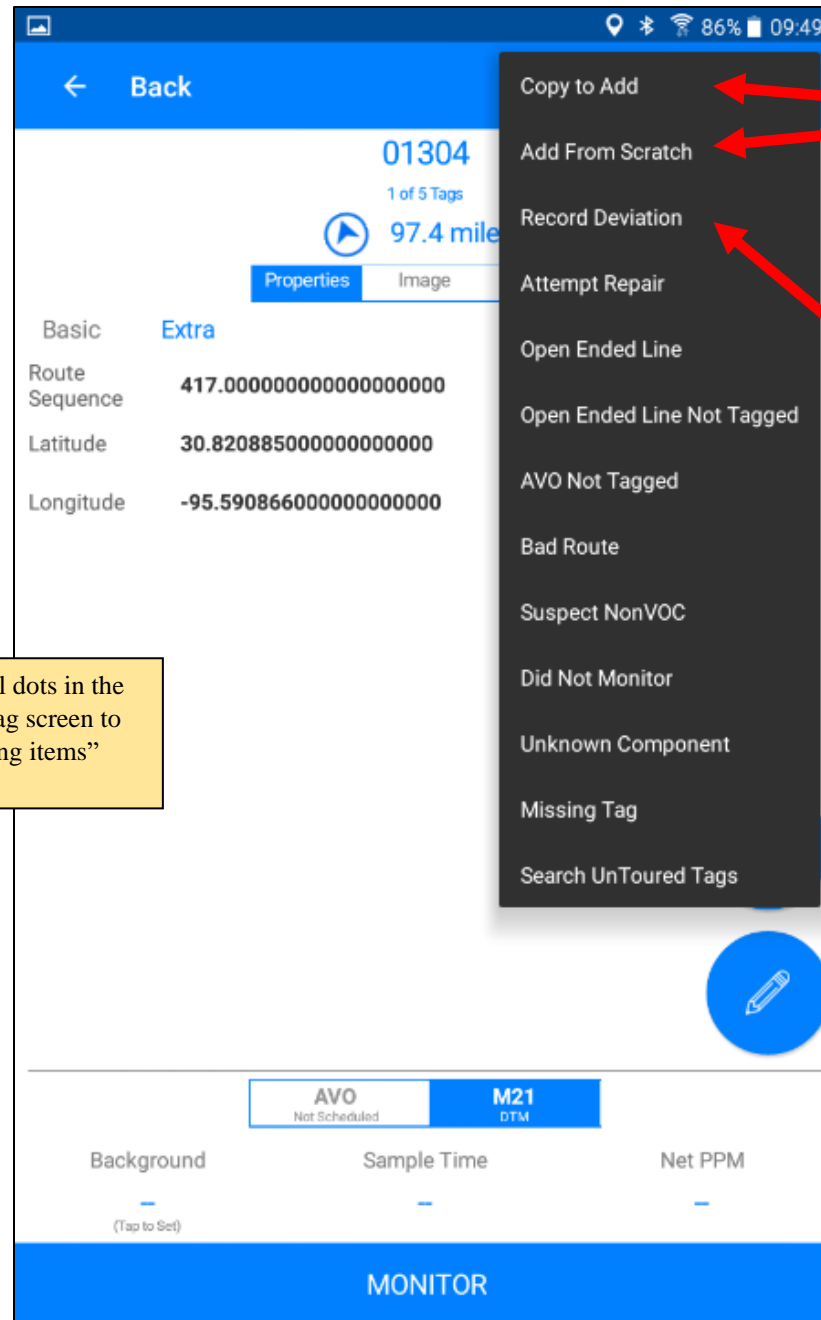 86% 09:49
Back
Copy to Add
Add From Scratch
Record Deviation
Attempt Repair
Open Ended Line
Open Ended Line Not Tagged
AVO Not Tagged
Bad Route
Suspect NonVOC
Did Not Monitor
Unknown Component
Missing Tag
Search UnToured Tags
01304
1 of 5 Tags
97.4 mile
Properties Image
Basic Extra
Route
Sequence 417.000000000000000000
Latitude 30.820885000000000000
Longitude -95.590866000000000000
dots in the
screen to
items”
AVO M21
Not Scheduled DTM
Background Sample Time Net PPM
-- -- --
(Tap to Set)
MONITOR